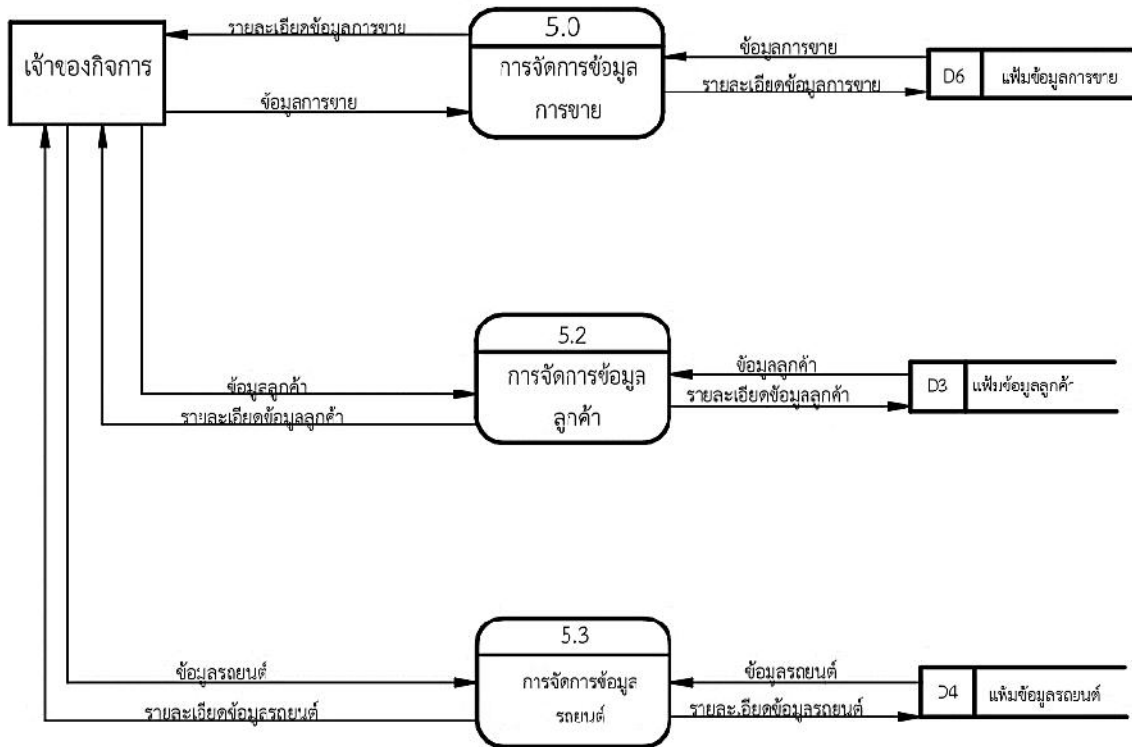 รายละเอียดข้อมูลการขาย
5.0
เจ้าของกิจการ
การจัดการข้อมูล
การขาย
ข้อมูลการขาย
D6
แฟ้มข้อมูลการขาย
รายละเอียดข้อมูลการขาย
ข้อมูลการขาย
5.2
การจัดการข้อมูล
ลูกค้า
ข้อมูลลูกค้า
D3
แฟ้มข้อมูลลูกค้า
ข้อมูลลูกค้า
รายละเอียดข้อมูลลูกค้า
รายละเอียดข้อมูลลูกค้า
5.3
การจัดการข้อมูล
รถยนต์
ข้อมูลรถยนต์
ข้อมูลรถยนต์
D4
แฟ้มข้อมูลรถยนต์
รายละเอียดข้อมูลรถยนต์
รายละเอียดข้อมูลรถยนต์